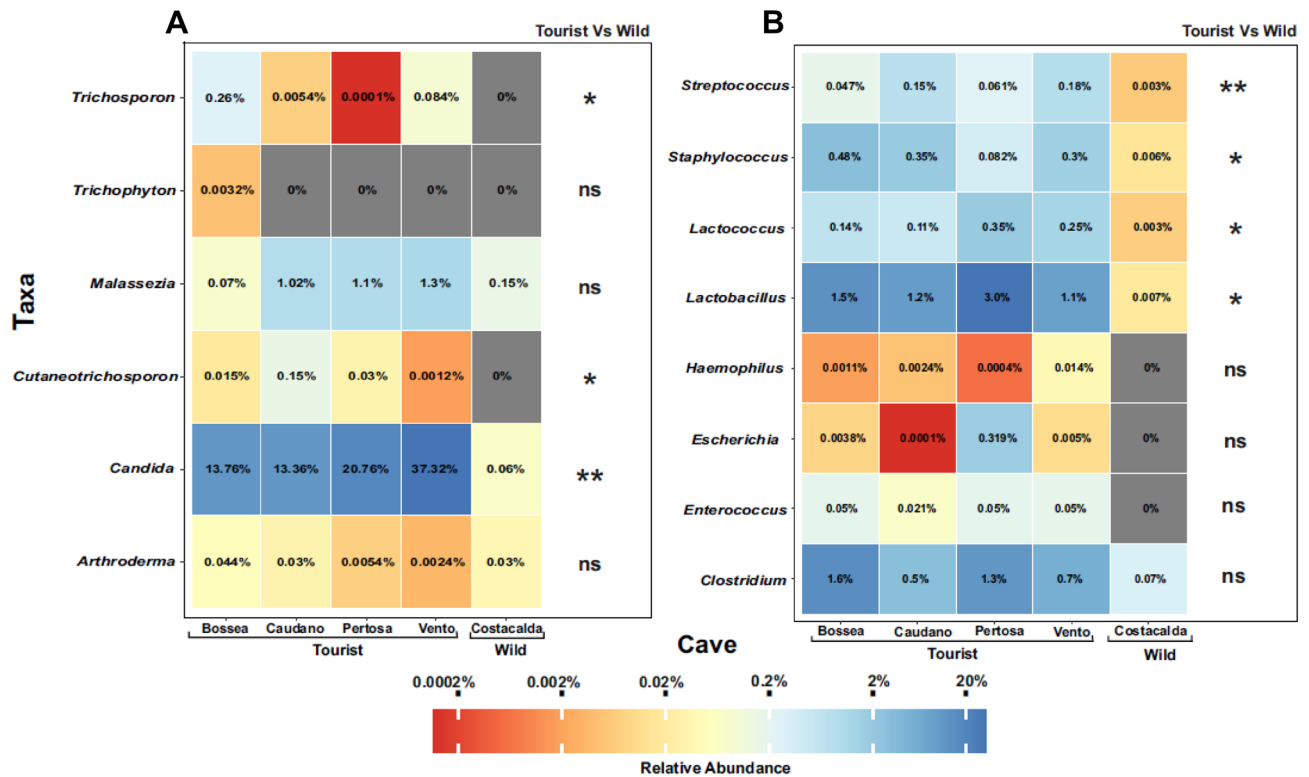 A
Tourist Vs Wild
Taxa
Trichosporon 0.26% 0.0054% 0.0001% 0.084% 0% *
Trichophyton 0.0032% 0% 0% 0% 0% ns
Malassezia 0.07% 1.02% 1.1% 1.3% 0.15% ns
Cutaneotrichosporon 0.015% 0.15% 0.03% 0.0012% 0% *
Candida 13.76% 13.36% 20.76% 37.32% 0.06% **
Arthroderma 0.044% 0.03% 0.0054% 0.0024% 0.03% ns
Bossea Caudano Pertosa Vento Costacalda
Tourist Wild
B
Tourist Vs Wild
Streptococcus 0.047% 0.15% 0.061% 0.18% 0.003% **
Staphylococcus 0.48% 0.35% 0.082% 0.3% 0.006% *
Lactococcus 0.14% 0.11% 0.35% 0.25% 0.003% *
Lactobacillus 1.5% 1.2% 3.0% 1.1% 0.007% *
Haemophilus 0.0011% 0.0024% 0.0004% 0.014% 0% ns
Escherichia 0.0038% 0.0001% 0.319% 0.005% 0% ns
Enterococcus 0.05% 0.021% 0.05% 0.05% 0% ns
Clostridium 1.6% 0.5% 1.3% 0.7% 0.07% ns
Bossea Caudano Pertosa Vento Costacalda
Tourist Wild
Cave
0.0002% 0.002% 0.02% 0.2% 2% 20%
Relative Abundance